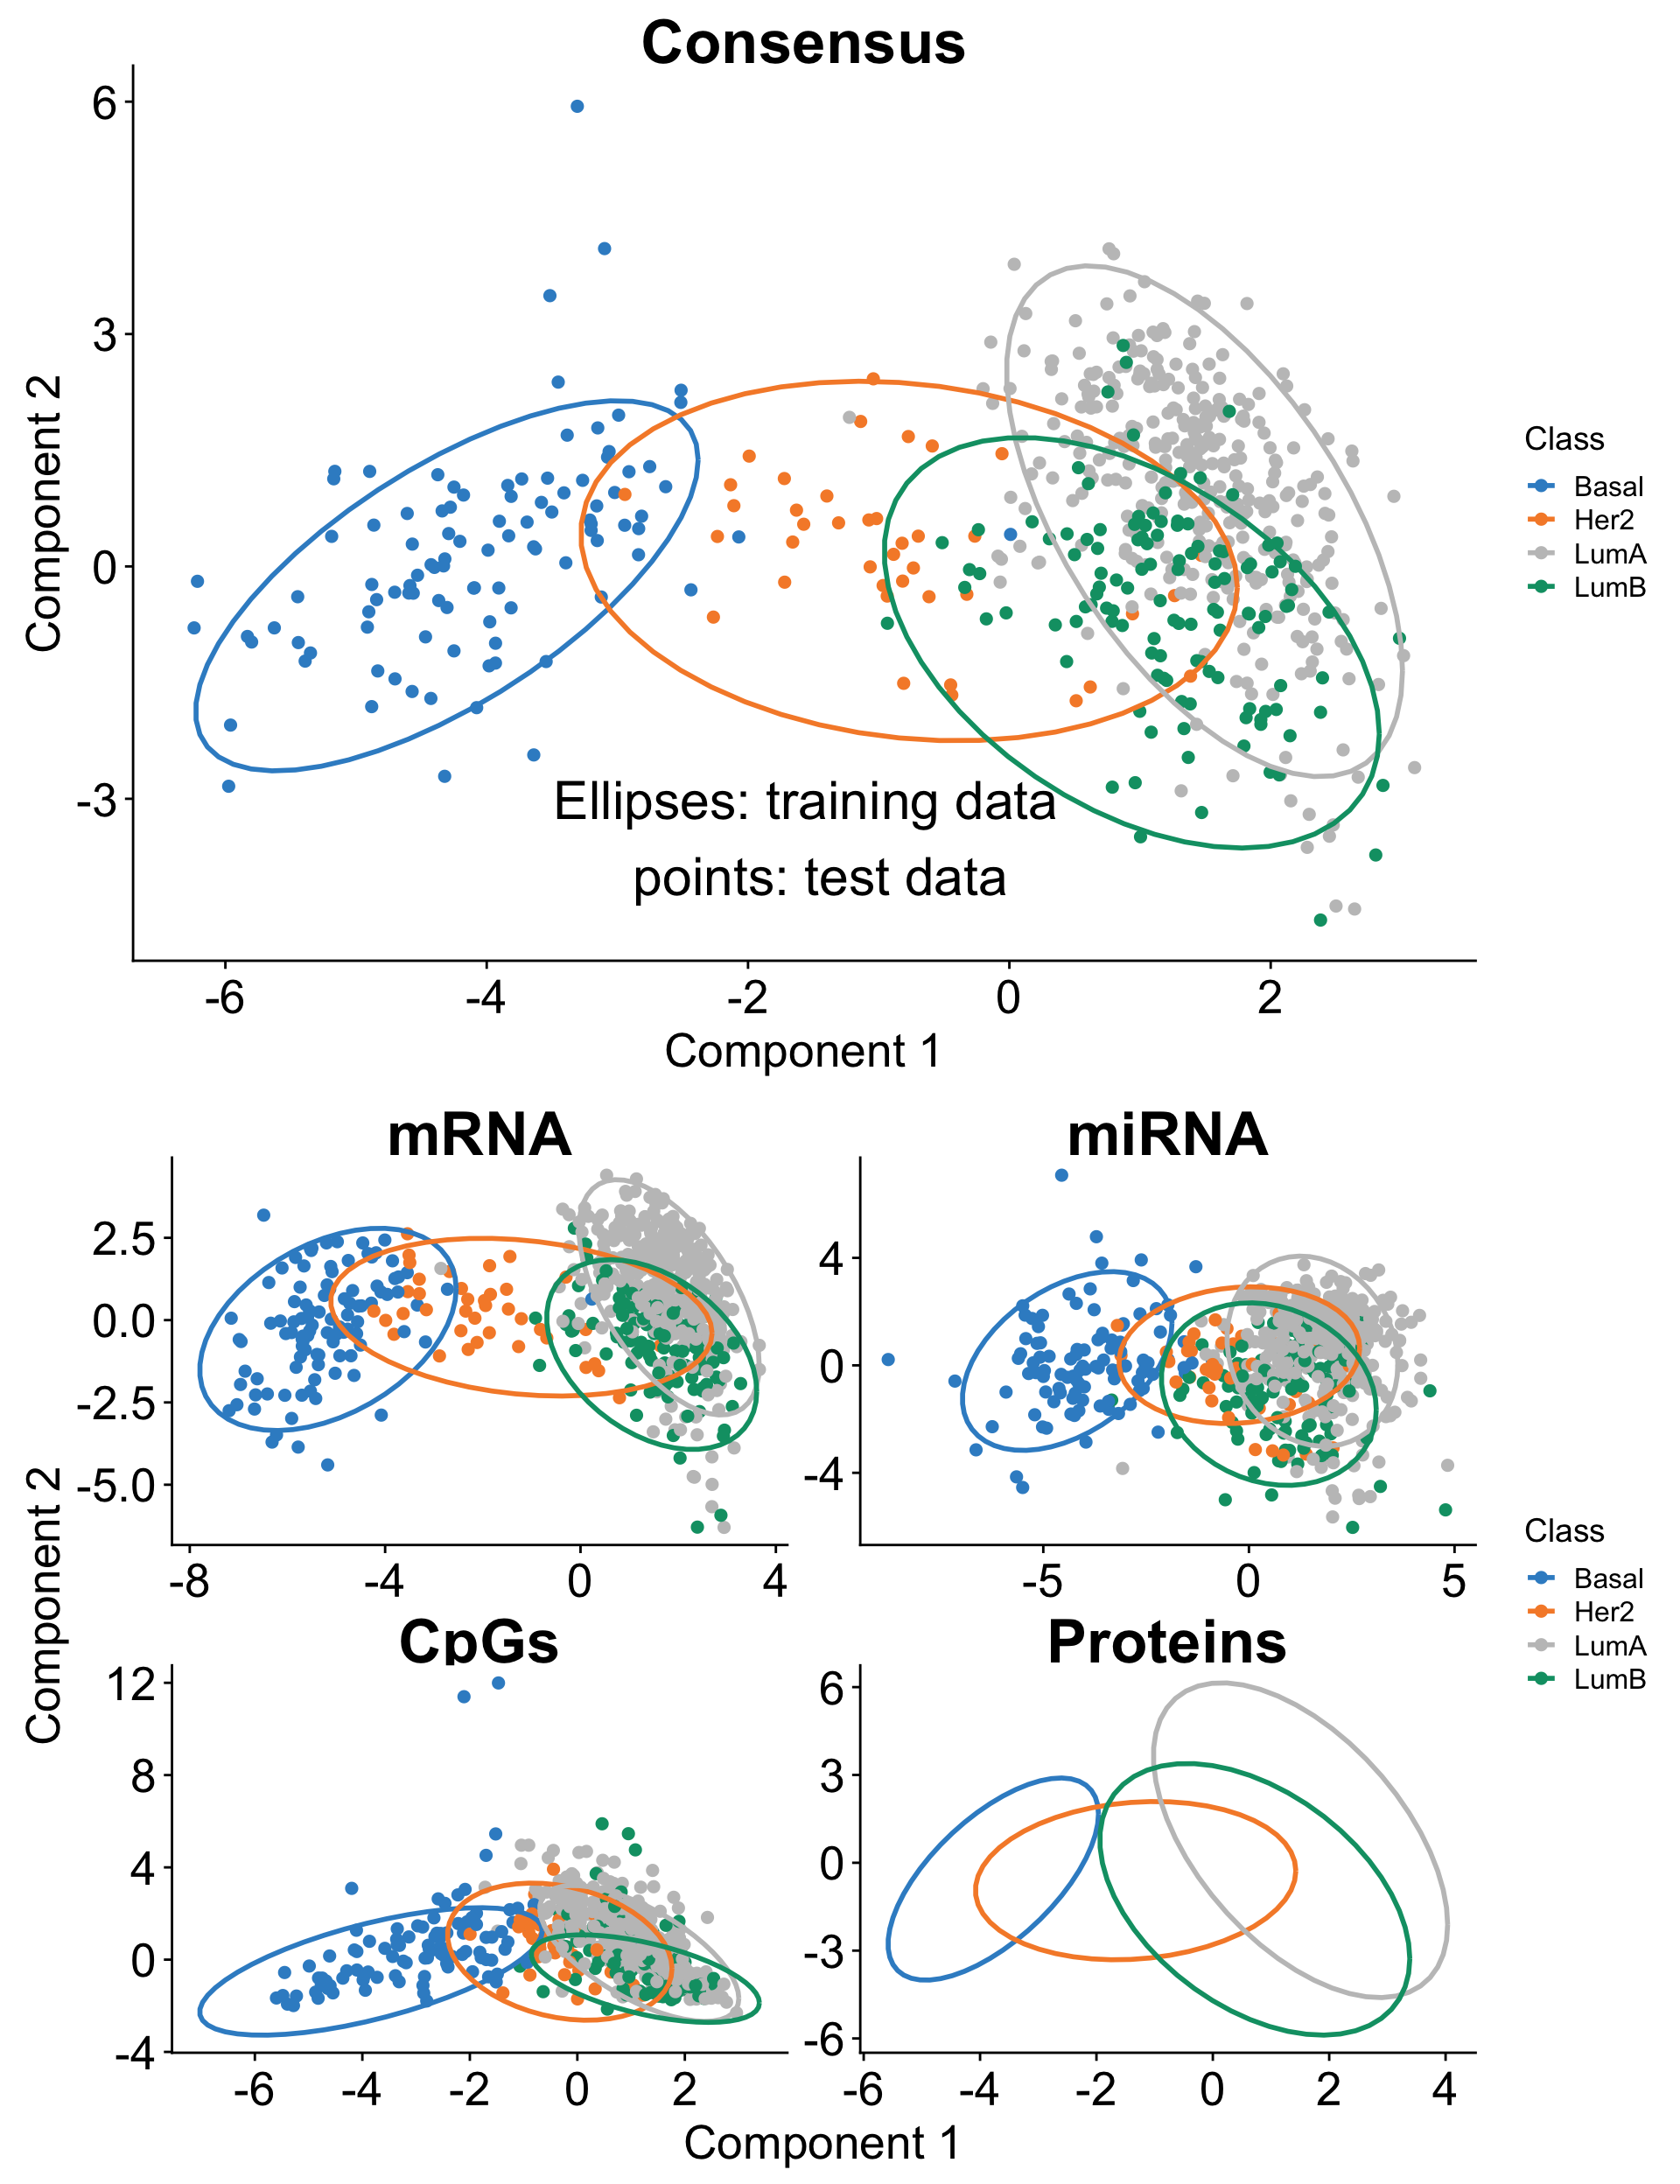 Consensus
6
3
0
-3
Component 2
Ellipses: training data
points: test data
-6 -4 -2 0 2
Component 1
Class
Basal
Her2
LumA
LumB
mRNA
2.5
0.0
-2.5
-5.0
-8 -4 0 4
miRNA
4
0
-4
-5 0 5
CpGs
12
8
4
0
-4
-6 -4 -2 0 2
Proteins
6
3
0
-3
-6
-6 -4 -2 0 2 4
Component 2
Component 1
Class
Basal
Her2
LumA
LumB